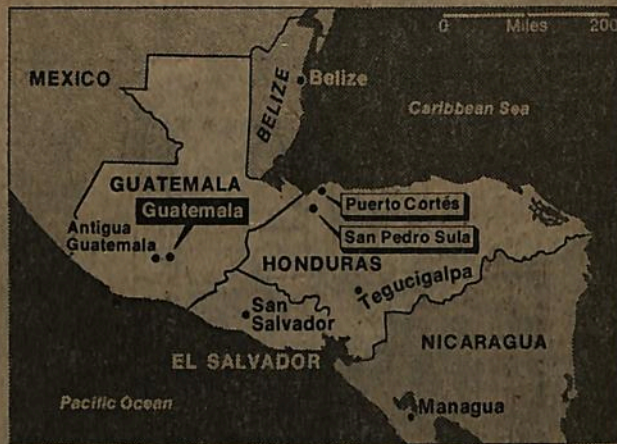 0 Miles 200
MEXICO
BELIZE
Belize
Caribbean Sea
GUATEMALA
Guatemala
Antigua
Guatemala
Puerto Cortés
San Pedro Sula
HONDURAS
Tegucigalpa
San
Salvador
EL SALVADOR
NICARAGUA
Pacific Ocean
Managua